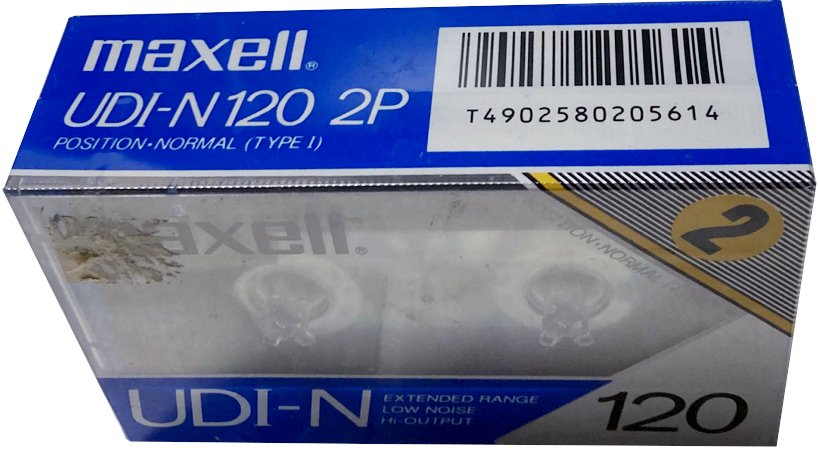 maxell®
UDI-N120 2P
POSITION•NORMAL (TYPE I)
T4902580205614
maxell®
POSITION•NORMAL
2
UDI-N
EXTENDED RANGE
LOW NOISE
Hi-OUTPUT
120